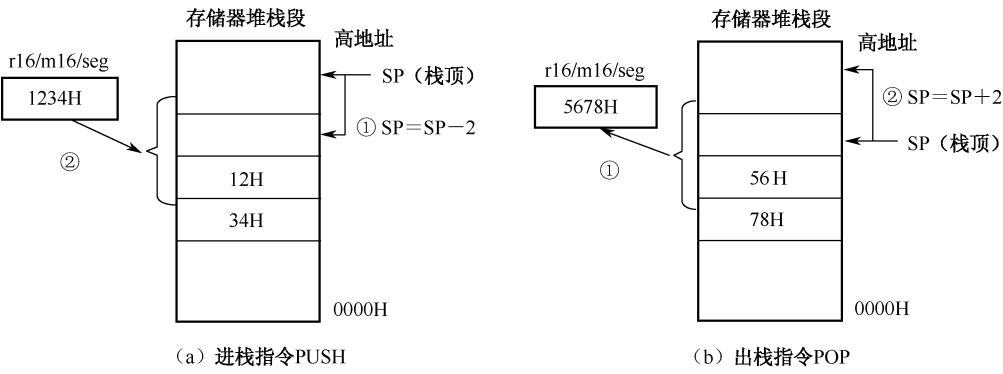 存储器堆栈段
高地址
r16/m16/seg
1234H
SP（栈顶）
① SP＝SP－2
②
12H
34H
0000H
（a）进栈指令PUSH
存储器堆栈段
高地址
r16/m16/seg
5678H
② SP＝SP＋2
SP（栈顶）
①
56H
78H
0000H
（b）出栈指令POP